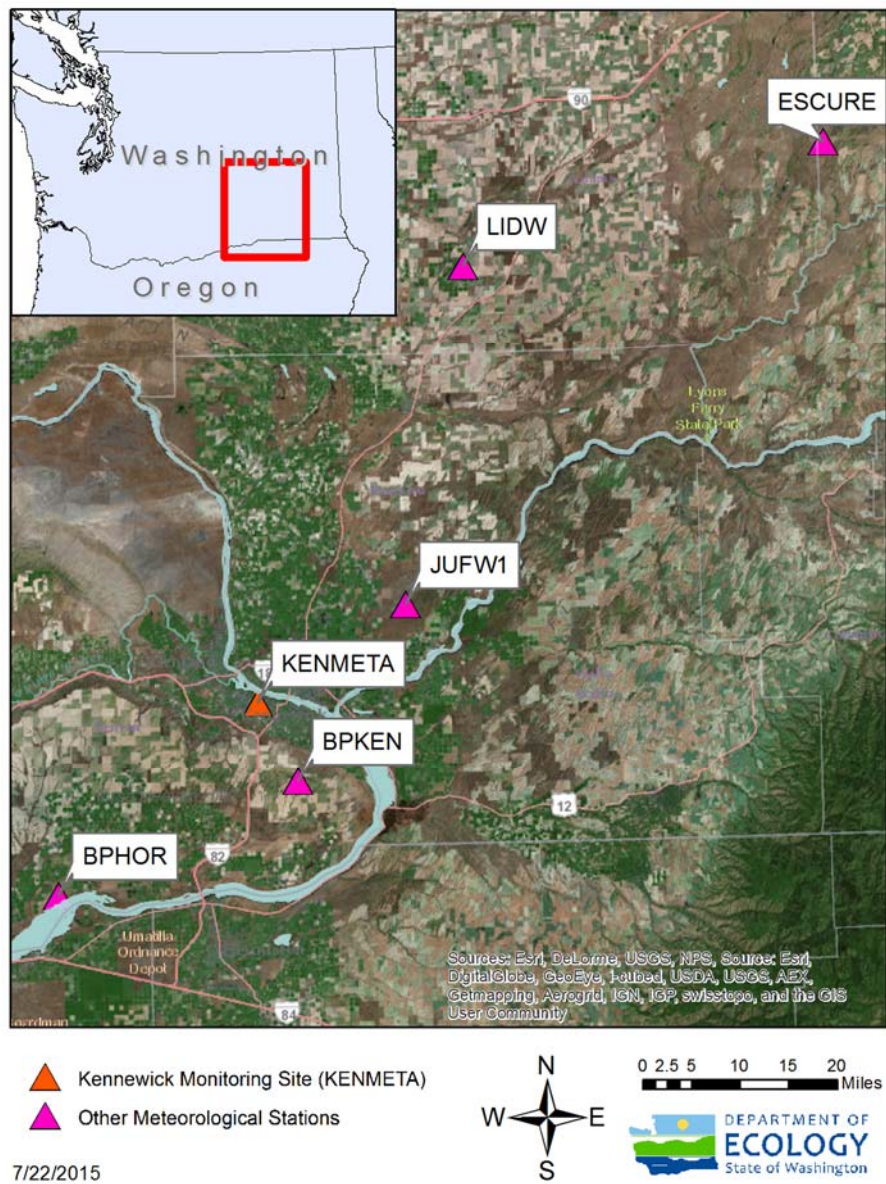 Washington
Oregon
90
ESCURE
LIDW
Lyons
Ferry
State Park
JUFW1
KENMETA
BPKEN
12
BPHOR
82
Umatilla
Ordnance
Depot
84
Sources: Esri, DeLorme, USGS, NPS, Source: Esri,
DigitalGlobe, GeoEye, i-cubed, USDA, USGS, AEX,
Getmapping, Aerogrid, IGN, IGP, swisstopo, and the GIS
User Community
Kennewick Monitoring Site (KENMETA)
Other Meteorological Stations
N
W E
S
0 2.5 5 10 15 20
Miles
DEPARTMENT OF
ECOLOGY
State of Washington
7/22/2015